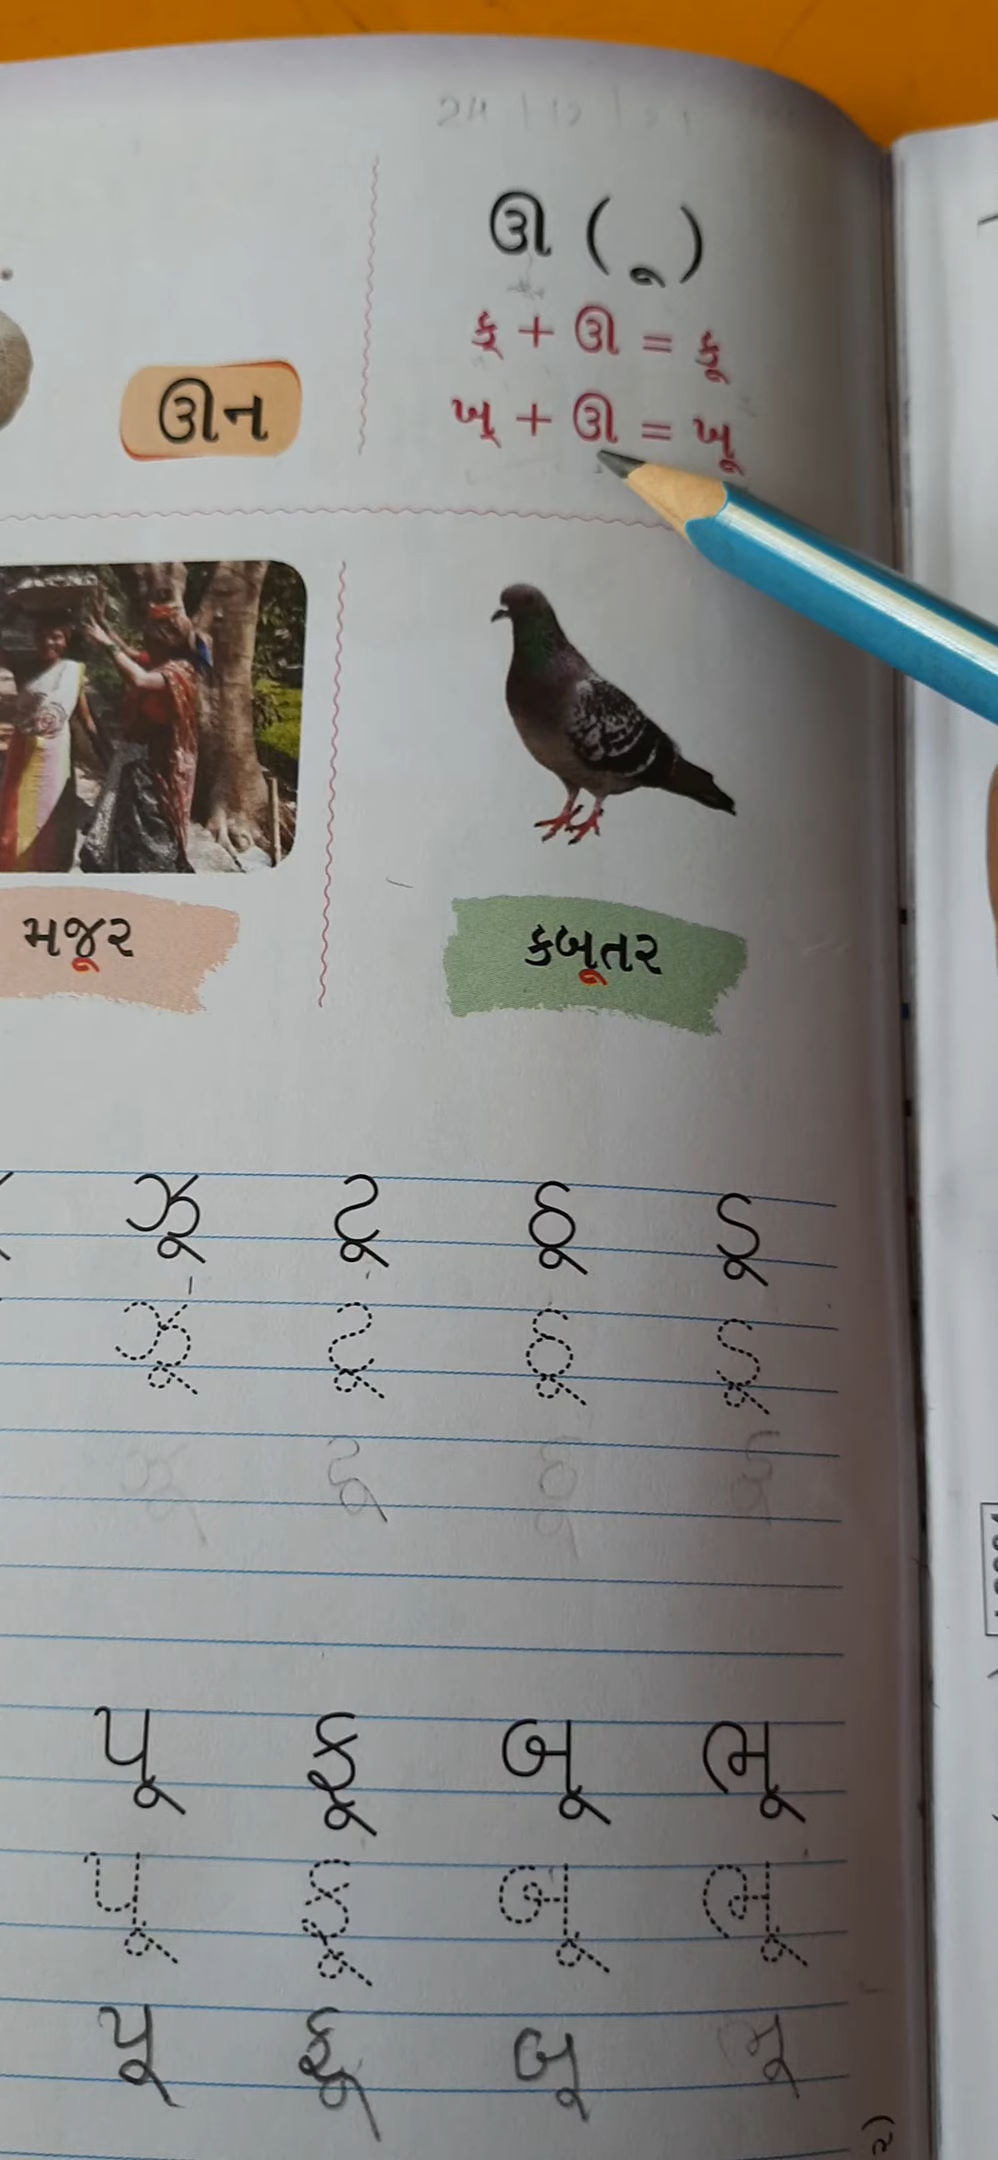 ઊ ( ૂ )
ક્ + ઊ = કૂ
ઊન
ખ્ + ઊ = ખૂ
મજૂર કબૂતર
ઝૂ ટૂ ઠૂ ડૂ
ઝૂ ટૂ ઠૂ ડૂ
ઝૂ ટૂ ઠૂ ડૂ
પૂ ફૂ બૂ ભૂ
પૂ ફૂ બૂ ભૂ
પૂ ફૂ બૂ ભૂ